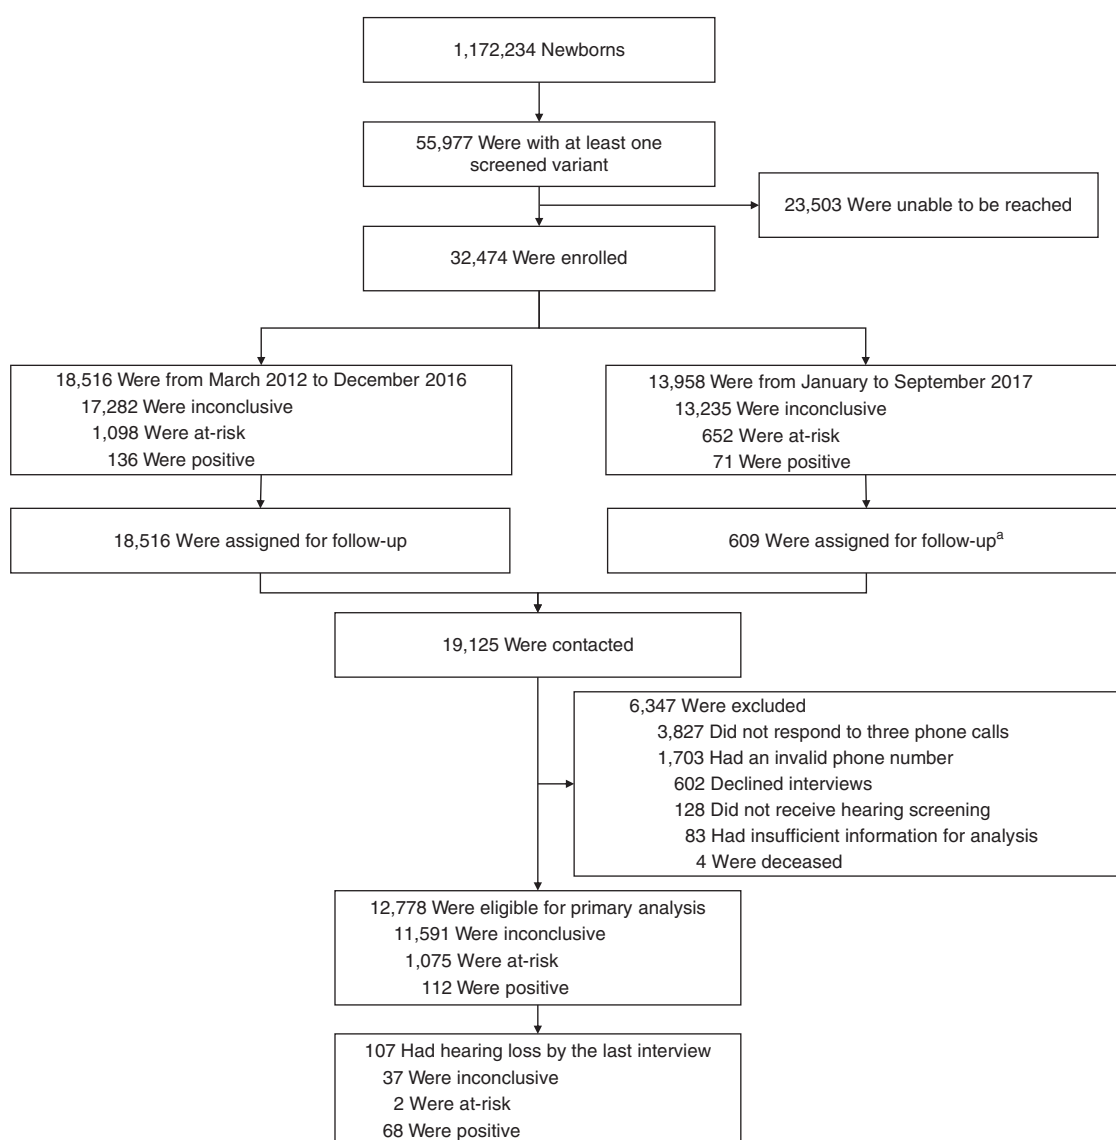 1,172,234 Newborns
55,977 Were with at least one
screened variant
23,503 Were unable to be reached
32,474 Were enrolled
18,516 Were from March 2012 to December 2016
17,282 Were inconclusive
1,098 Were at-risk
136 Were positive
13,958 Were from January to September 2017
13,235 Were inconclusive
652 Were at-risk
71 Were positive
18,516 Were assigned for follow-up
609 Were assigned for follow-upᵃ
19,125 Were contacted
6,347 Were excluded
3,827 Did not respond to three phone calls
1,703 Had an invalid phone number
602 Declined interviews
128 Did not receive hearing screening
83 Had insufficient information for analysis
4 Were deceased
12,778 Were eligible for primary analysis
11,591 Were inconclusive
1,075 Were at-risk
112 Were positive
107 Had hearing loss by the last interview
37 Were inconclusive
2 Were at-risk
68 Were positive